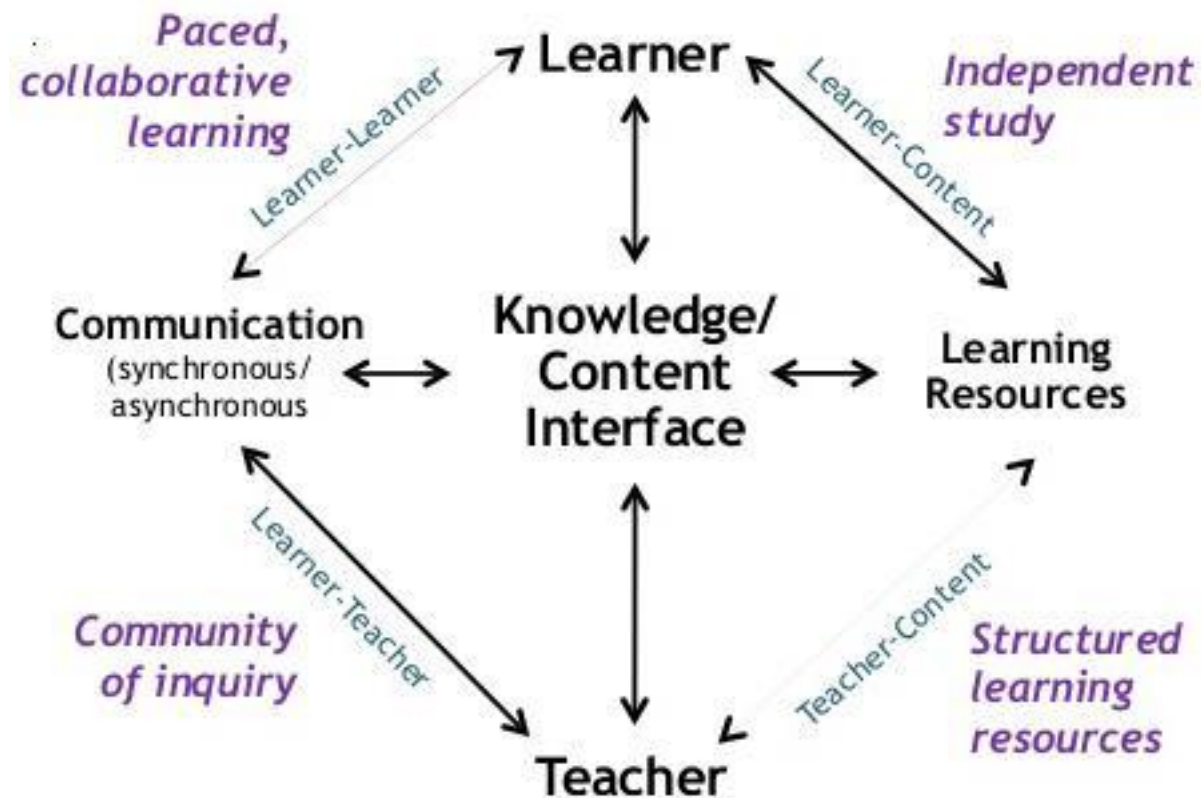 Paced,
collaborative
learning
Learner
Independent
study
Learner-Learner
Learner-Content
Communication
(synchronous/
asynchronous
Knowledge/
Content
Interface
Learning
Resources
Learner-Teacher
Teacher-Content
Community
of inquiry
Structured
learning
resources
Teacher